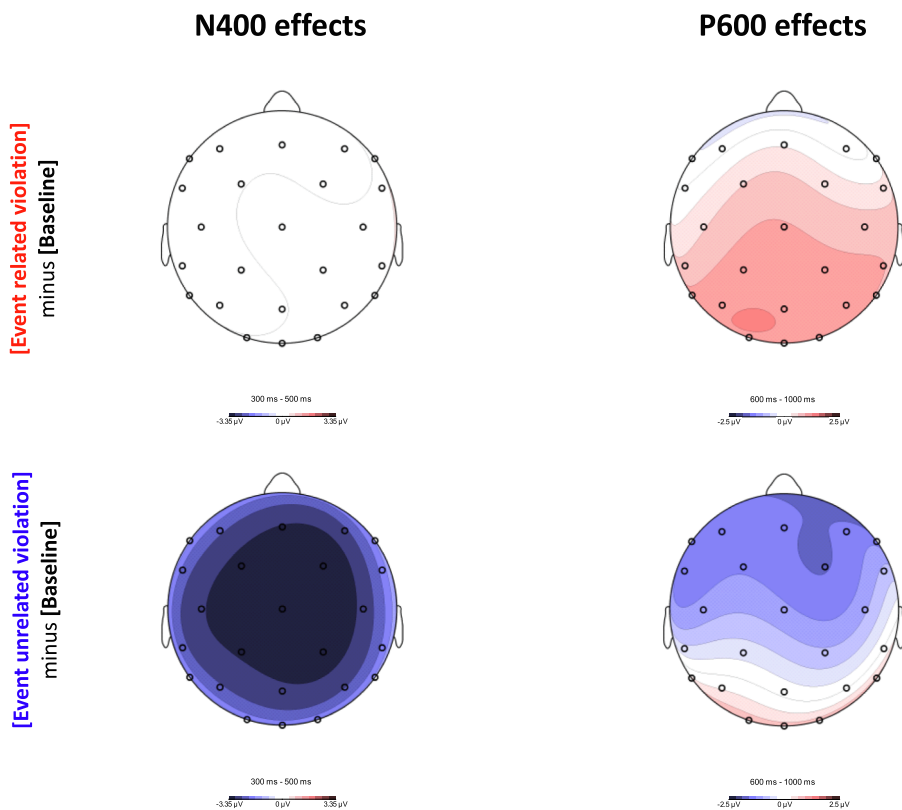 N400 effects
P600 effects
[Event related violation]
minus [Baseline]
300 ms - 500 ms
-3.35 µV 0 µV 3.35 µV
600 ms - 1000 ms
-2.5 µV 0 µV 2.5 µV
[Event unrelated violation]
minus [Baseline]
300 ms - 500 ms
-3.35 µV 0 µV 3.35 µV
600 ms - 1000 ms
-2.5 µV 0 µV 2.5 µV